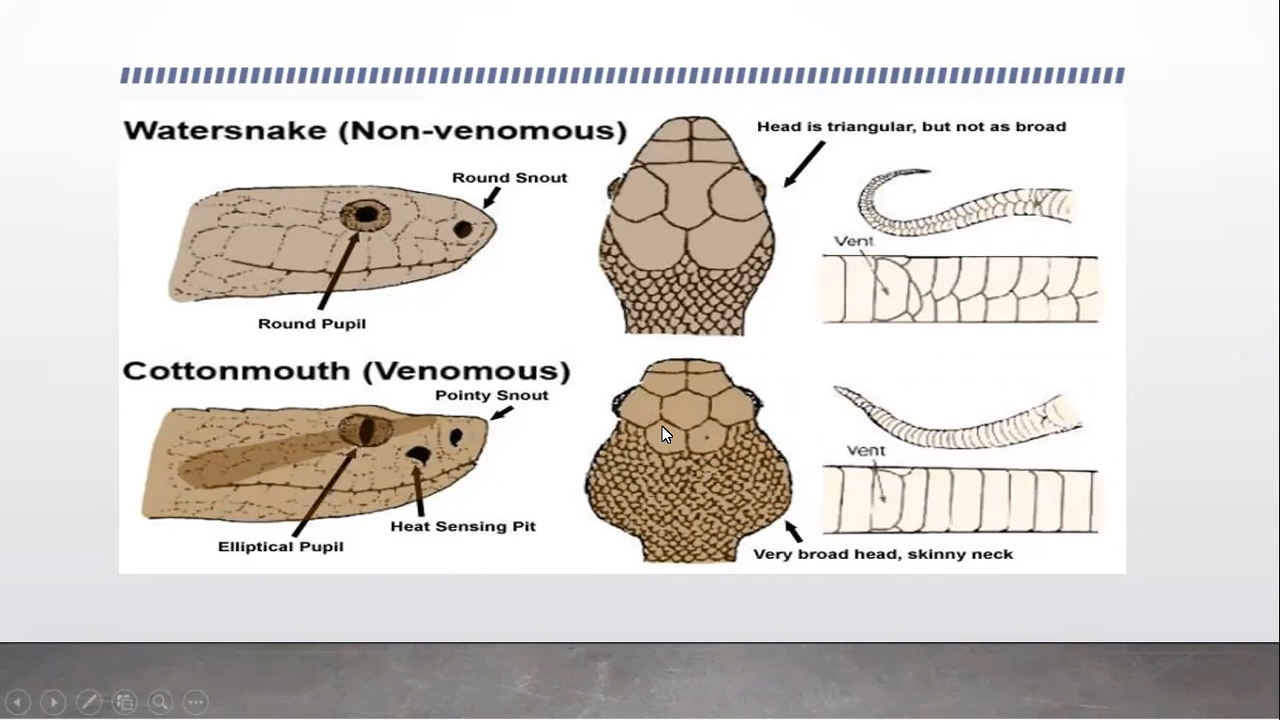 Watersnake (Non-venomous)
Head is triangular, but not as broad
Round Snout
Vent
Round Pupil
Cottonmouth (Venomous)
Pointy Snout
Vent
Heat Sensing Pit
Elliptical Pupil
Very broad head, skinny neck